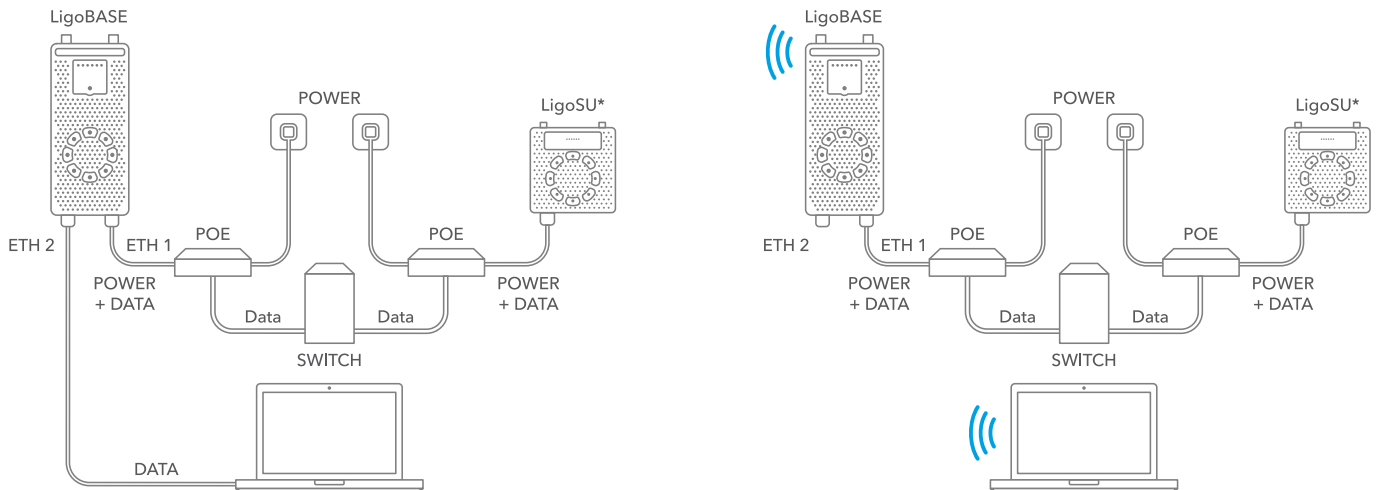 LigoBASE
POWER
LigoSU*
ETH 2
ETH 1
POE
POE
POWER
+ DATA
POWER
+ DATA
Data
Data
SWITCH
DATA
LigoBASE
POWER
LigoSU*
ETH 2
ETH 1
POE
POE
POWER
+ DATA
POWER
+ DATA
Data
Data
SWITCH